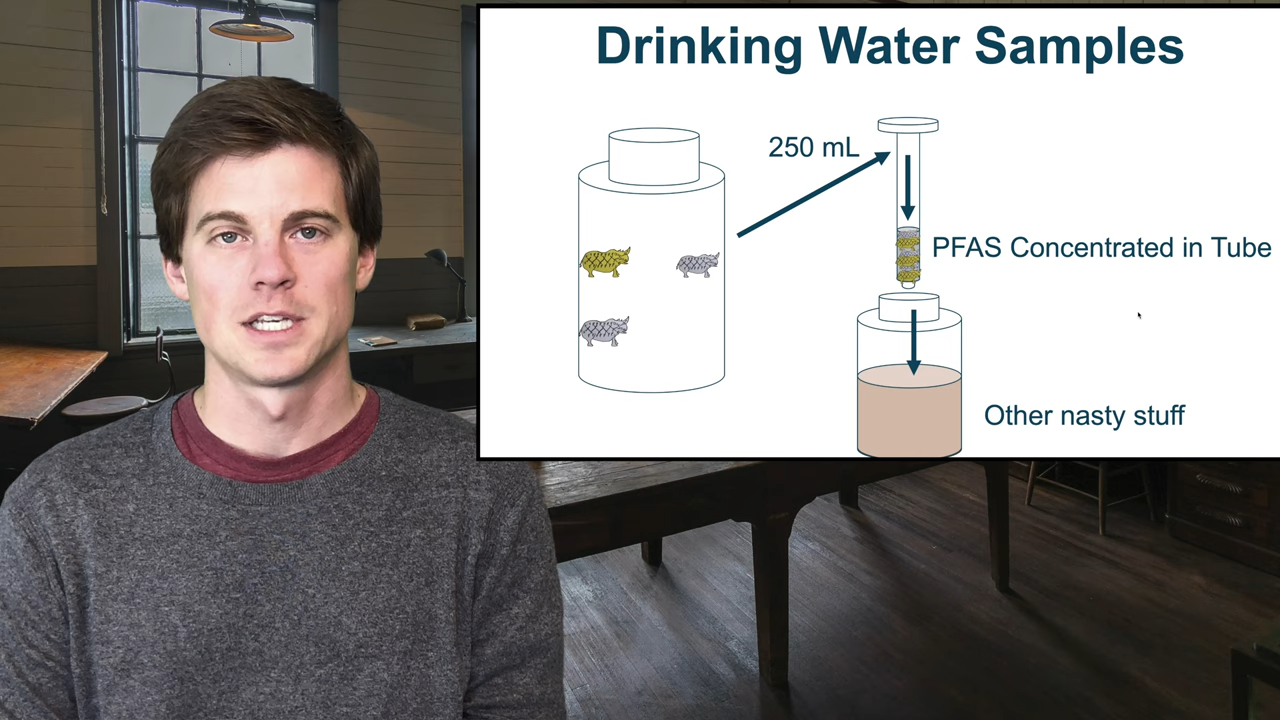 Drinking Water Samples
250 mL
PFAS Concentrated in Tube
Other nasty stuff